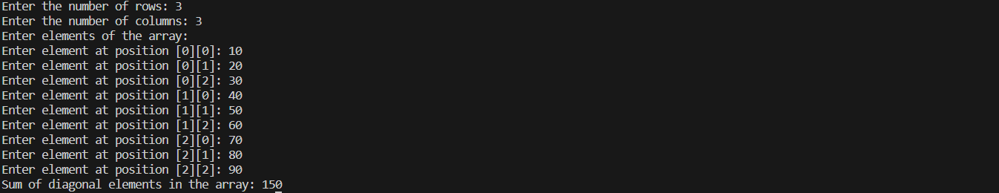 Enter the number of rows: 3
Enter the number of columns: 3
Enter elements of the array:
Enter element at position [0][0]: 10
Enter element at position [0][1]: 20
Enter element at position [0][2]: 30
Enter element at position [1][0]: 40
Enter element at position [1][1]: 50
Enter element at position [1][2]: 60
Enter element at position [2][0]: 70
Enter element at position [2][1]: 80
Enter element at position [2][2]: 90
Sum of diagonal elements in the array: 150